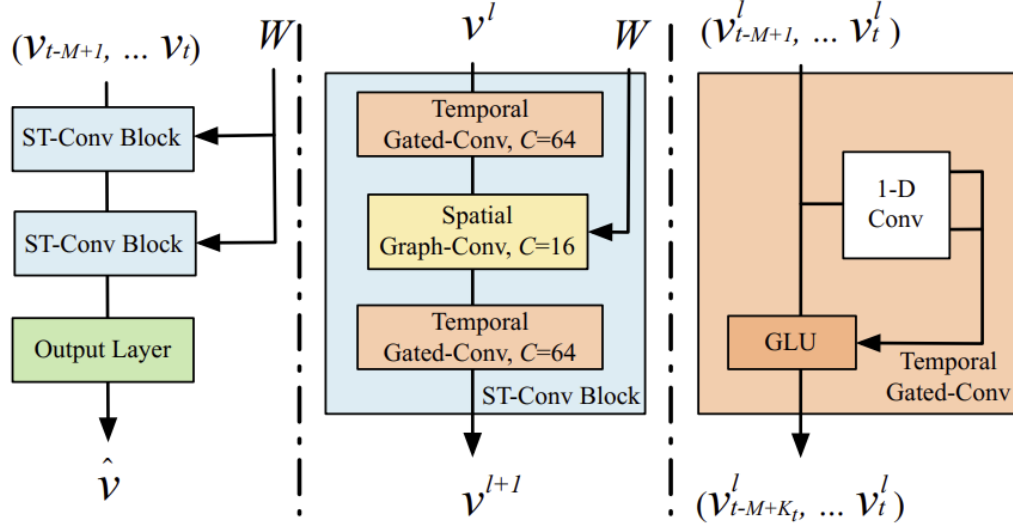 (v_{t-M+1}, ... v_t)
W
ST-Conv Block
ST-Conv Block
Output Layer
\hat{v}
v^l
W
Temporal
Gated-Conv, C=64
Spatial
Graph-Conv, C=16
Temporal
Gated-Conv, C=64
ST-Conv Block
v^{l+1}
(v^l_{t-M+1}, ... v^l_t)
1-D
Conv
GLU
Temporal
Gated-Conv
(v^l_{t-M+K_t}, ... v^l_t)